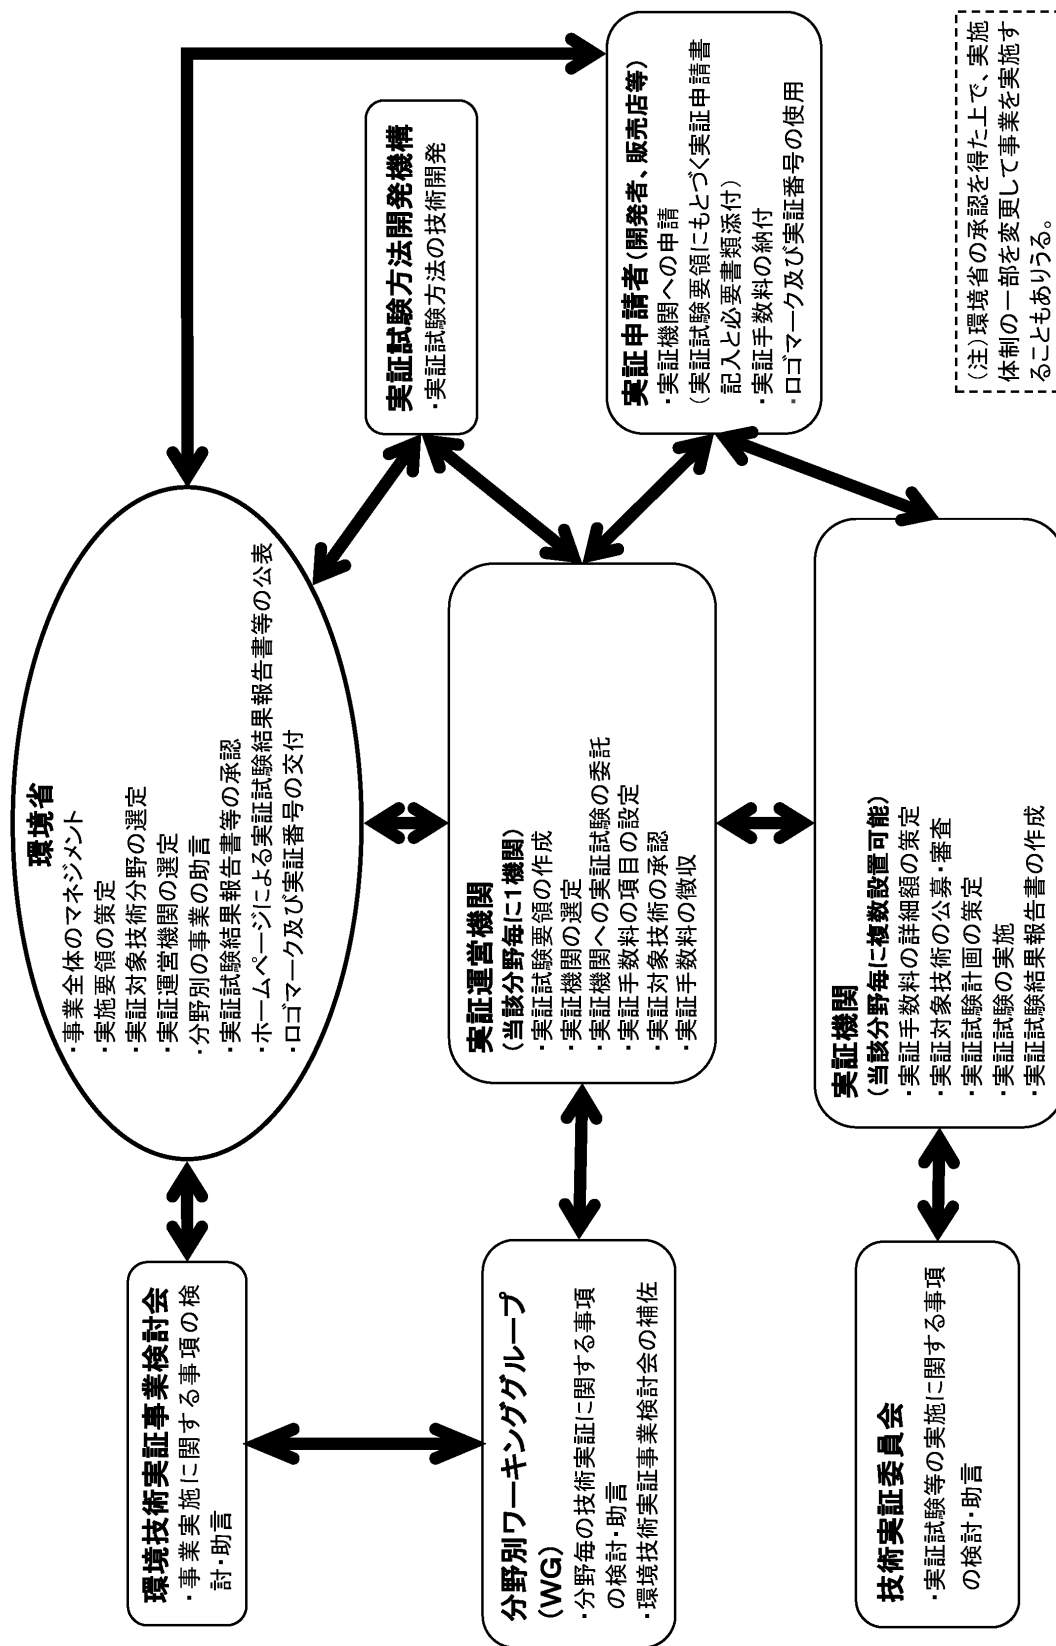 環境省
・事業全体のマネジメント
・実施要領の策定
・実証対象技術分野の選定
・実証運営機関の選定
・分野別の事業の助言
・実証試験結果報告書等の承認
・ホームページによる実証試験結果報告書等の公表
・ロゴマーク及び実証番号の交付
環境技術実証事業検討会
・事業実施に関する事項の検
討・助言
実証試験方法開発機構
・実証試験方法の技術開発
分野別ワーキンググループ
(WG)
・分野毎の技術実証に関する事項
の検討・助言
・環境技術実証事業検討会の補佐
実証運営機関
(当該分野毎に1機関)
・実証試験要領の作成
・実証機関の選定
・実証機関への実証試験の委託
・実証手数料の項目の設定
・実証対象技術の承認
・実証手数料の徴収
実証申請者(開発者、販売店等)
・実証機関への申請
(実証試験要領にもとづく実証申請書
記入と必要書類添付)
・実証手数料の納付
・ロゴマーク及び実証番号の使用
技術実証委員会
・実証試験等の実施に関する事項
の検討・助言
実証機関
(当該分野毎に複数設置可能)
・実証手数料の詳細額の策定
・実証対象技術の公募・審査
・実証試験計画の策定
・実証試験の実施
・実証試験結果報告書の作成
(注)環境省の承認を得た上で、実施
体制の一部を変更して事業を実施す
ることもありうる。